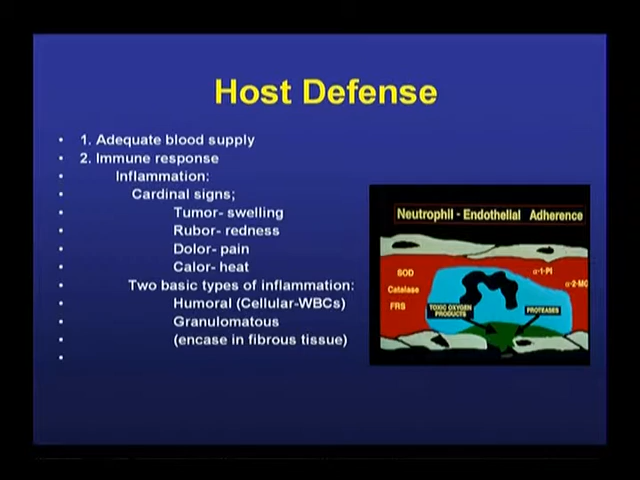 Host Defense
• 1. Adequate blood supply
• 2. Immune response
• Inflammation:
• Cardinal signs;
• Tumor- swelling
• Rubor- redness
• Dolor- pain
• Calor- heat
• Two basic types of inflammation:
• Humoral (Cellular-WBCs)
• Granulomatous
• (encase in fibrous tissue)
•
Neutrophil - Endothelial Adherence
SOD
Catalase
FRS
α-1-PI
α-2-MC
TOXIC OXYGEN
PRODUCTS
PROTEASES